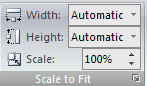 Width: Automatic
Height: Automatic
Scale: 100%
Scale to Fit